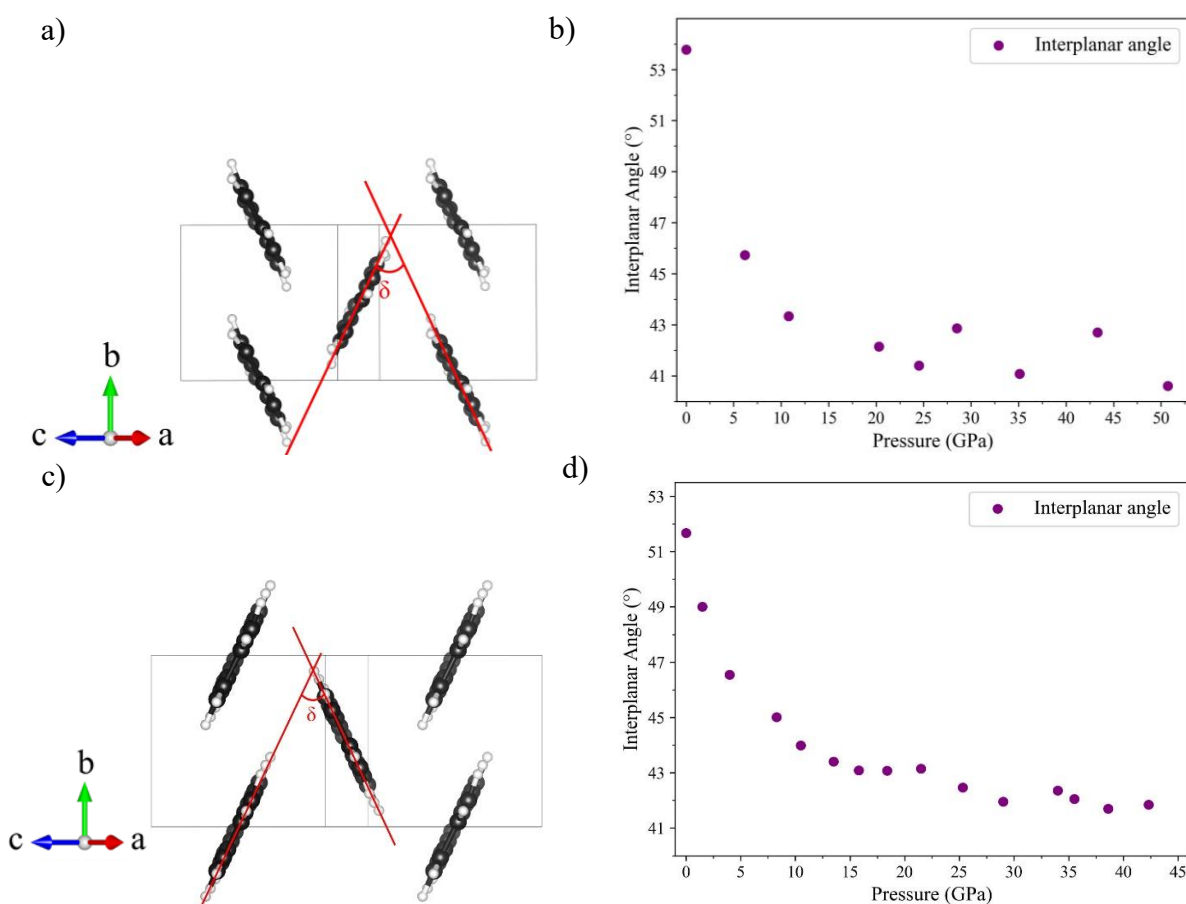 a)
δ
b
c
a
b)
Interplanar angle
53
51
49
47
45
43
41
Interplanar Angle (°)
0
5
10
15
20
25
30
35
40
45
50
Pressure (GPa)
c)
δ
b
c
a
d)
Interplanar angle
53
51
49
47
45
43
41
Interplanar Angle (°)
0
5
10
15
20
25
30
35
40
45
Pressure (GPa)